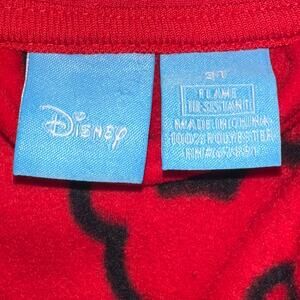 Disney
3T
FLAME
RESISTANT
MADE IN CHINA
100% POLYESTER